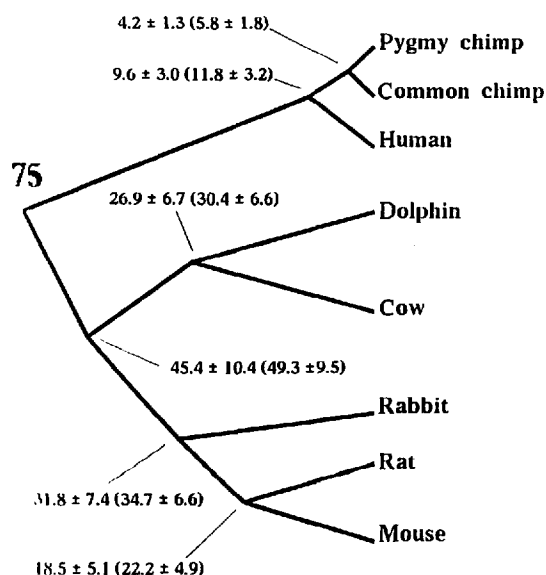 4.2 ± 1.3 (5.8 ± 1.8)
Pygmy chimp
9.6 ± 3.0 (11.8 ± 3.2)
Common chimp
Human
75
26.9 ± 6.7 (30.4 ± 6.6)
Dolphin
Cow
45.4 ± 10.4 (49.3 ±9.5)
Rabbit
Rat
31.8 ± 7.4 (34.7 ± 6.6)
Mouse
18.5 ± 5.1 (22.2 ± 4.9)